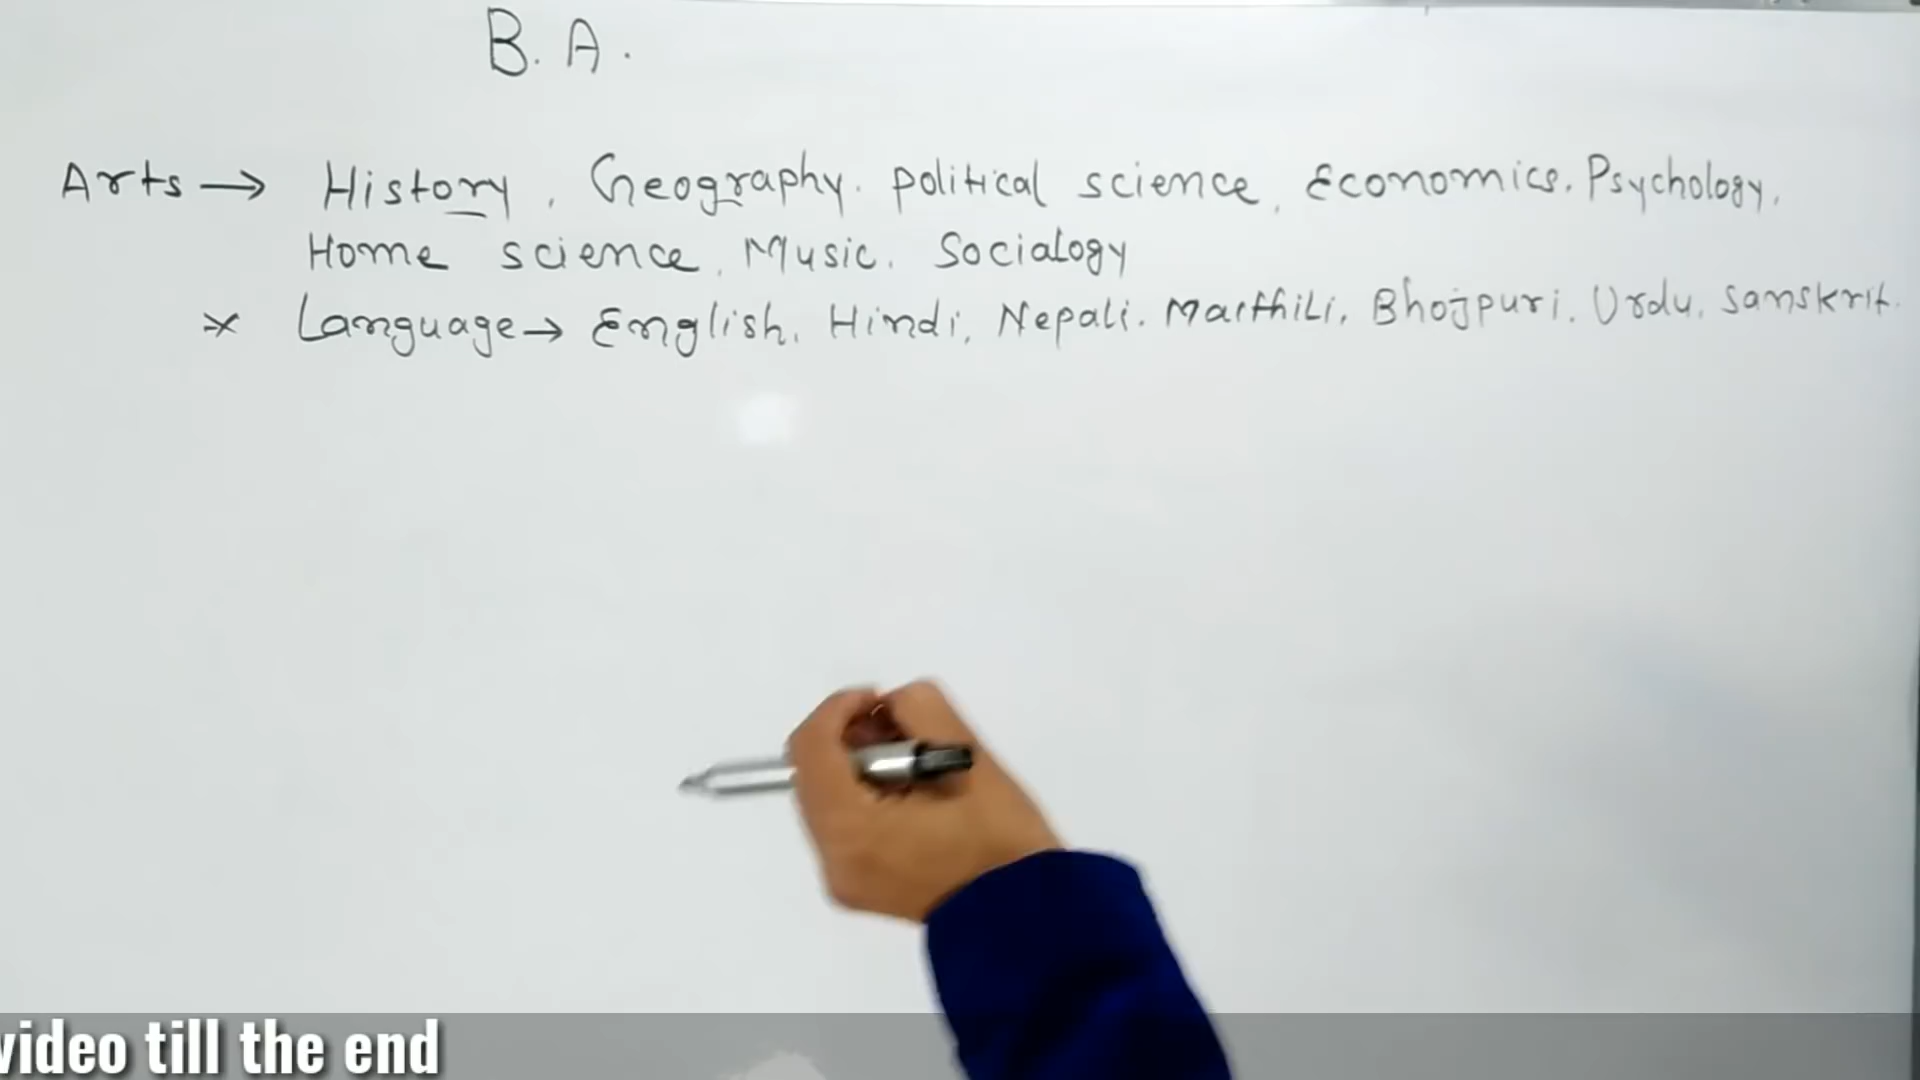 B. A.
Arts → History, Geography. political science, Economics. Psychology,
Home science, Music. Socialogy
× Language → English, Hindi, Nepali. Maithili, Bhojpuri. Urdu, Sanskrit.
video till the end